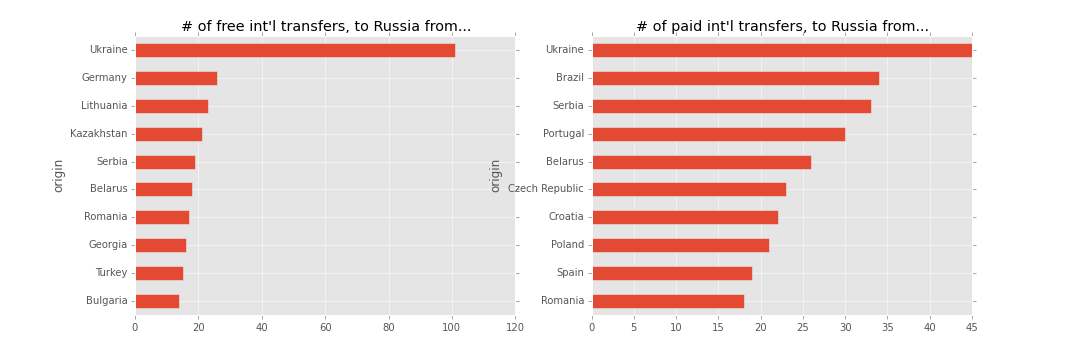 # of free int'l transfers, to Russia from...
Ukraine
Germany
Lithuania
Kazakhstan
Serbia
Belarus
Romania
Georgia
Turkey
Bulgaria
origin
0 20 40 60 80 100 120
# of paid int'l transfers, to Russia from...
Ukraine
Brazil
Serbia
Portugal
Belarus
Czech Republic
Croatia
Poland
Spain
Romania
origin
0 5 10 15 20 25 30 35 40 45